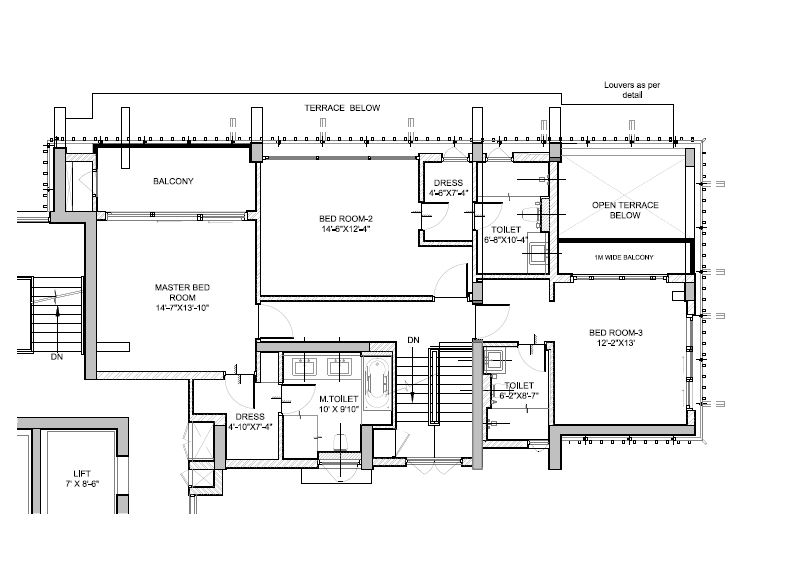 Louvers as per
detail
TERRACE BELOW
BALCONY
DRESS
4'-6"X7'-4"
BED ROOM-2
14'-6"X12'-4"
OPEN TERRACE
BELOW
TOILET
6'-8"X10'-4"
1M WIDE BALCONY
MASTER BED
ROOM
14'-7"X13'-10"
BED ROOM-3
12'-2"X13'
DN
DN
TOILET
6'-2"X8'-7"
M.TOILET
10' X 9'10"
DRESS
4'-10"X7'-4"
LIFT
7' X 8'-6"